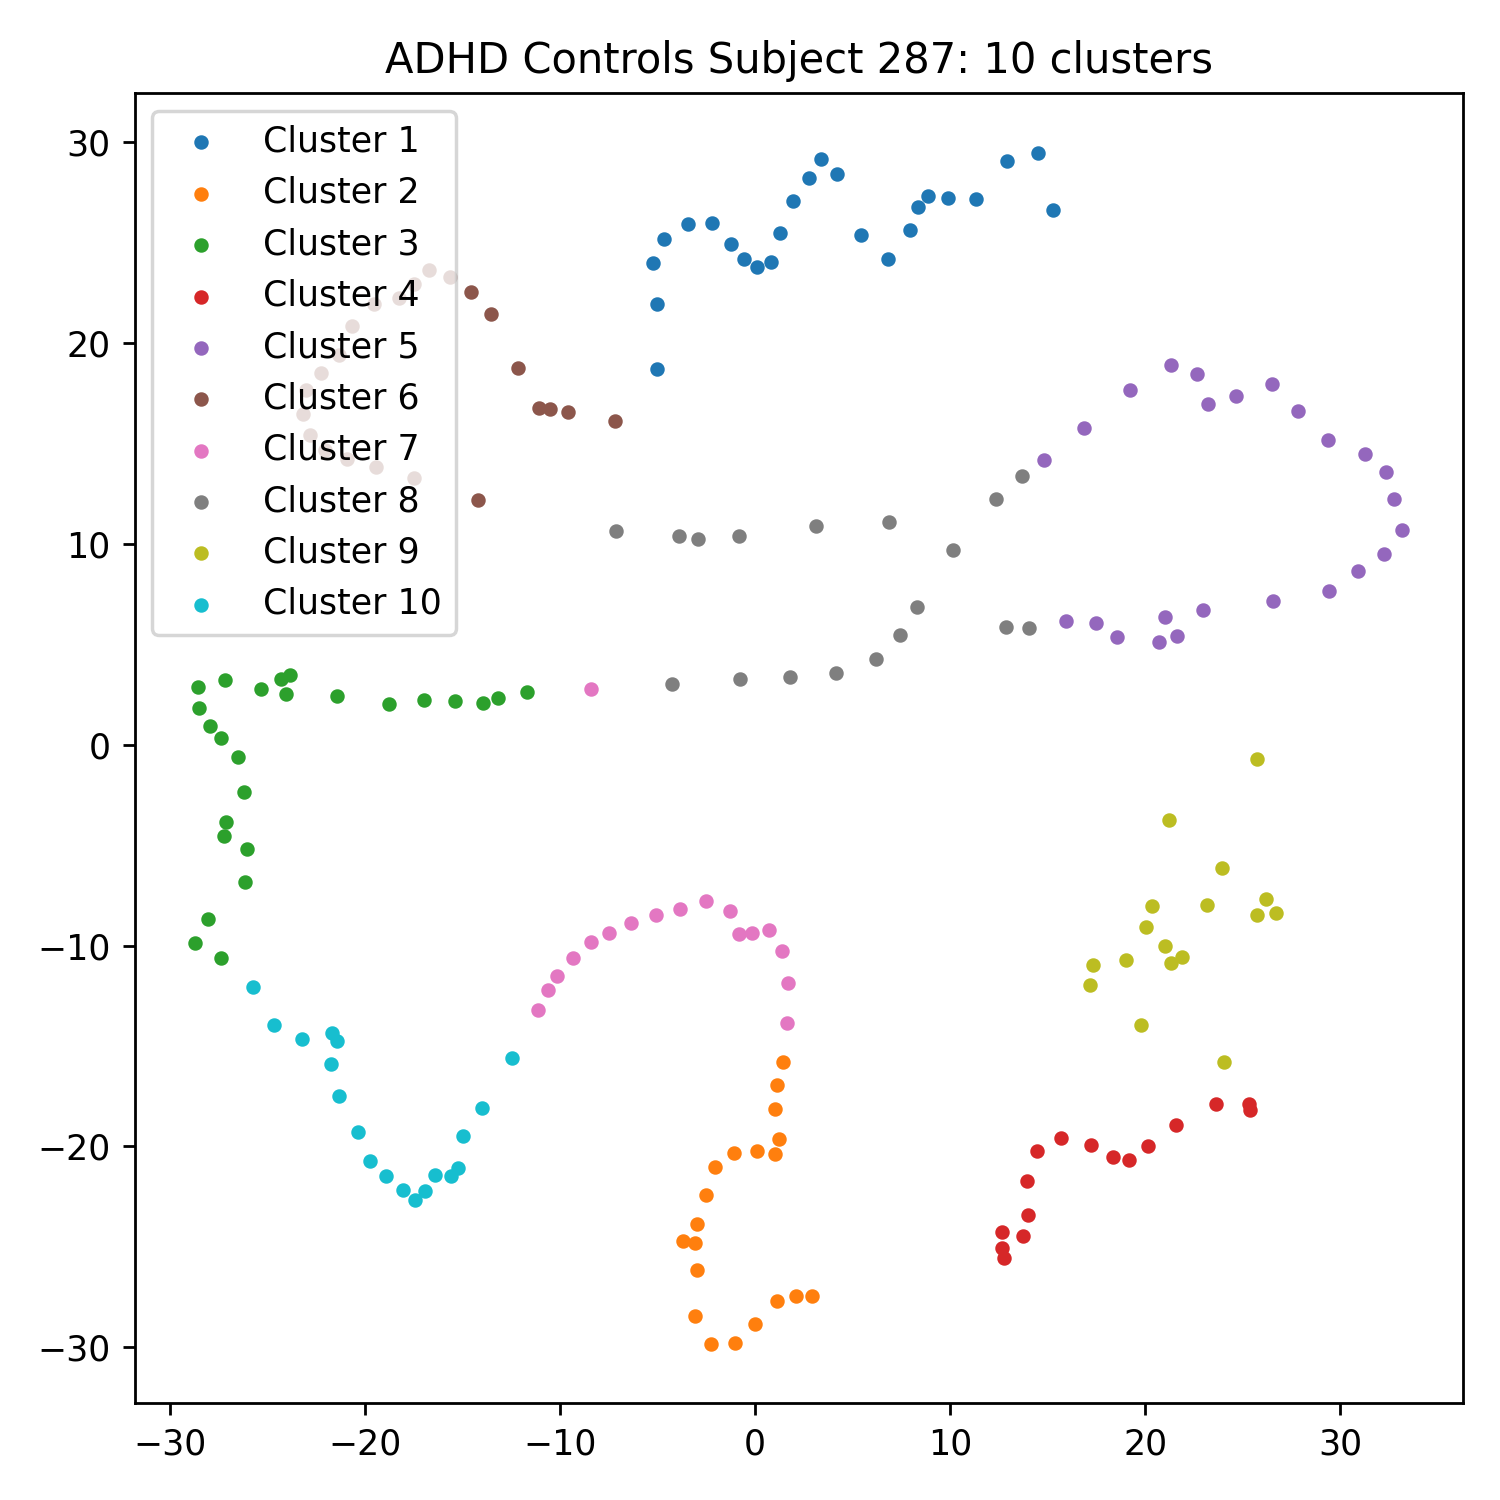 ADHD Controls Subject 287: 10 clusters
Cluster 1
Cluster 2
Cluster 3
Cluster 4
Cluster 5
Cluster 6
Cluster 7
Cluster 8
Cluster 9
Cluster 10
30
20
10
0
−10
−20
−30
−30 −20 −10 0 10 20 30